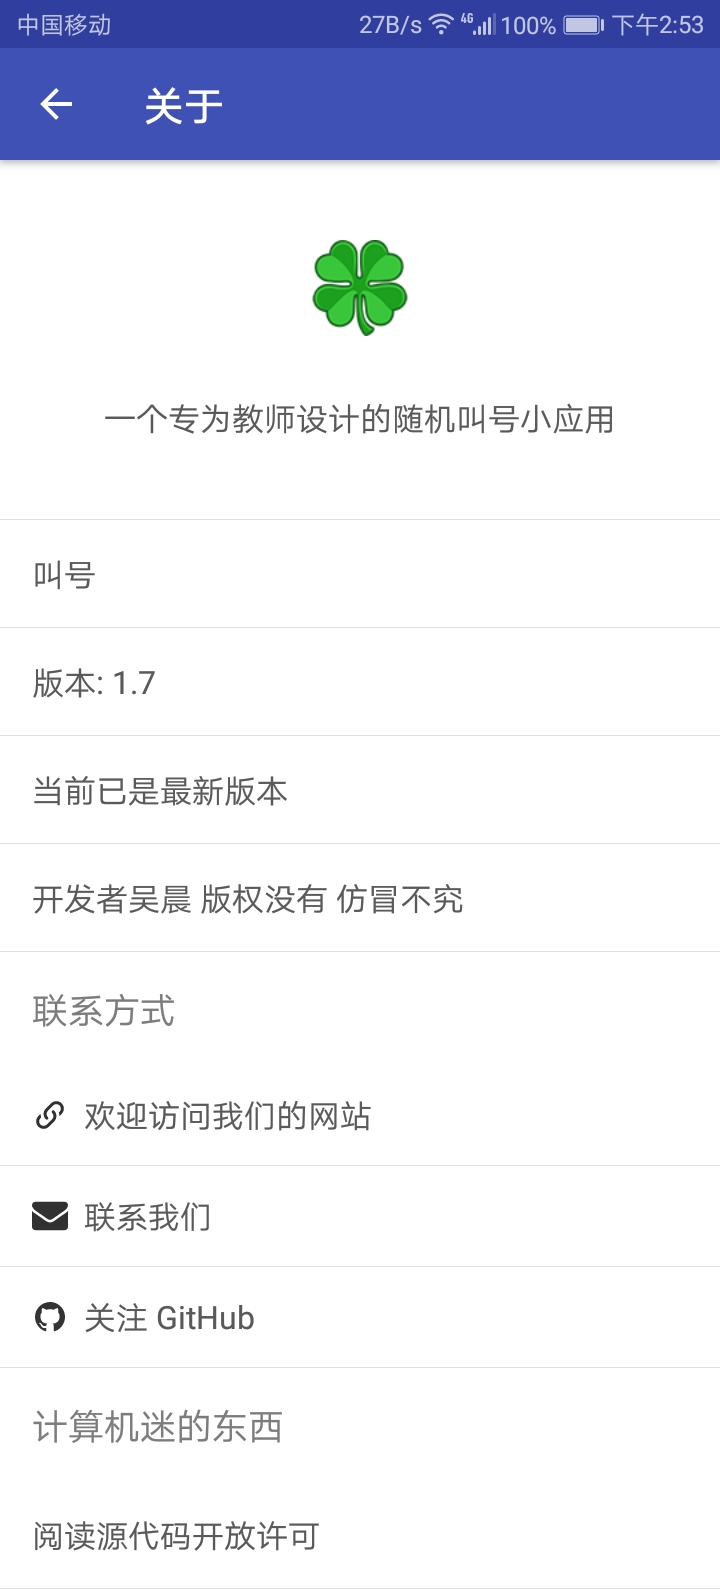 中国移动 27B/s 4G 100% 下午2:53
关于
一个专为教师设计的随机叫号小应用
叫号
版本: 1.7
当前已是最新版本
开发者吴晨 版权没有 仿冒不究
联系方式
欢迎访问我们的网站
联系我们
关注 GitHub
计算机迷的东西
阅读源代码开放许可